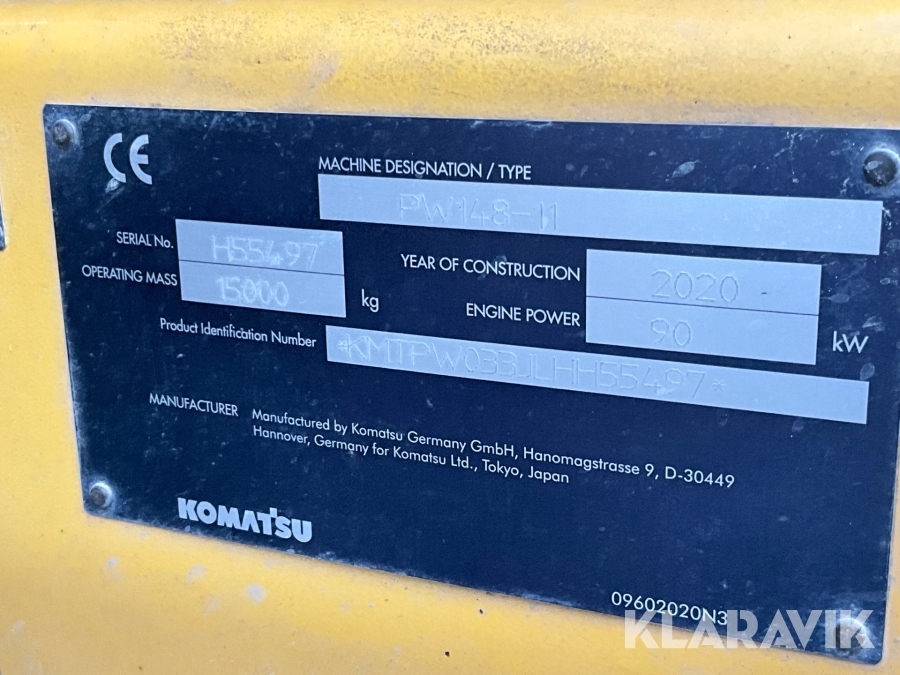 CE
MACHINE DESIGNATION / TYPE
PW148-11
SERIAL No.
H55497
YEAR OF CONSTRUCTION
2020
OPERATING MASS
15000
kg
ENGINE POWER
90
kW
Product Identification Number
*KMTPW033JLHH55497*
MANUFACTURER
Manufactured by Komatsu Germany GmbH, Hanomagstrasse 9, D-30449
Hannover, Germany for Komatsu Ltd., Tokyo, Japan
KOMATSU
09602020N3
KLARAVIK